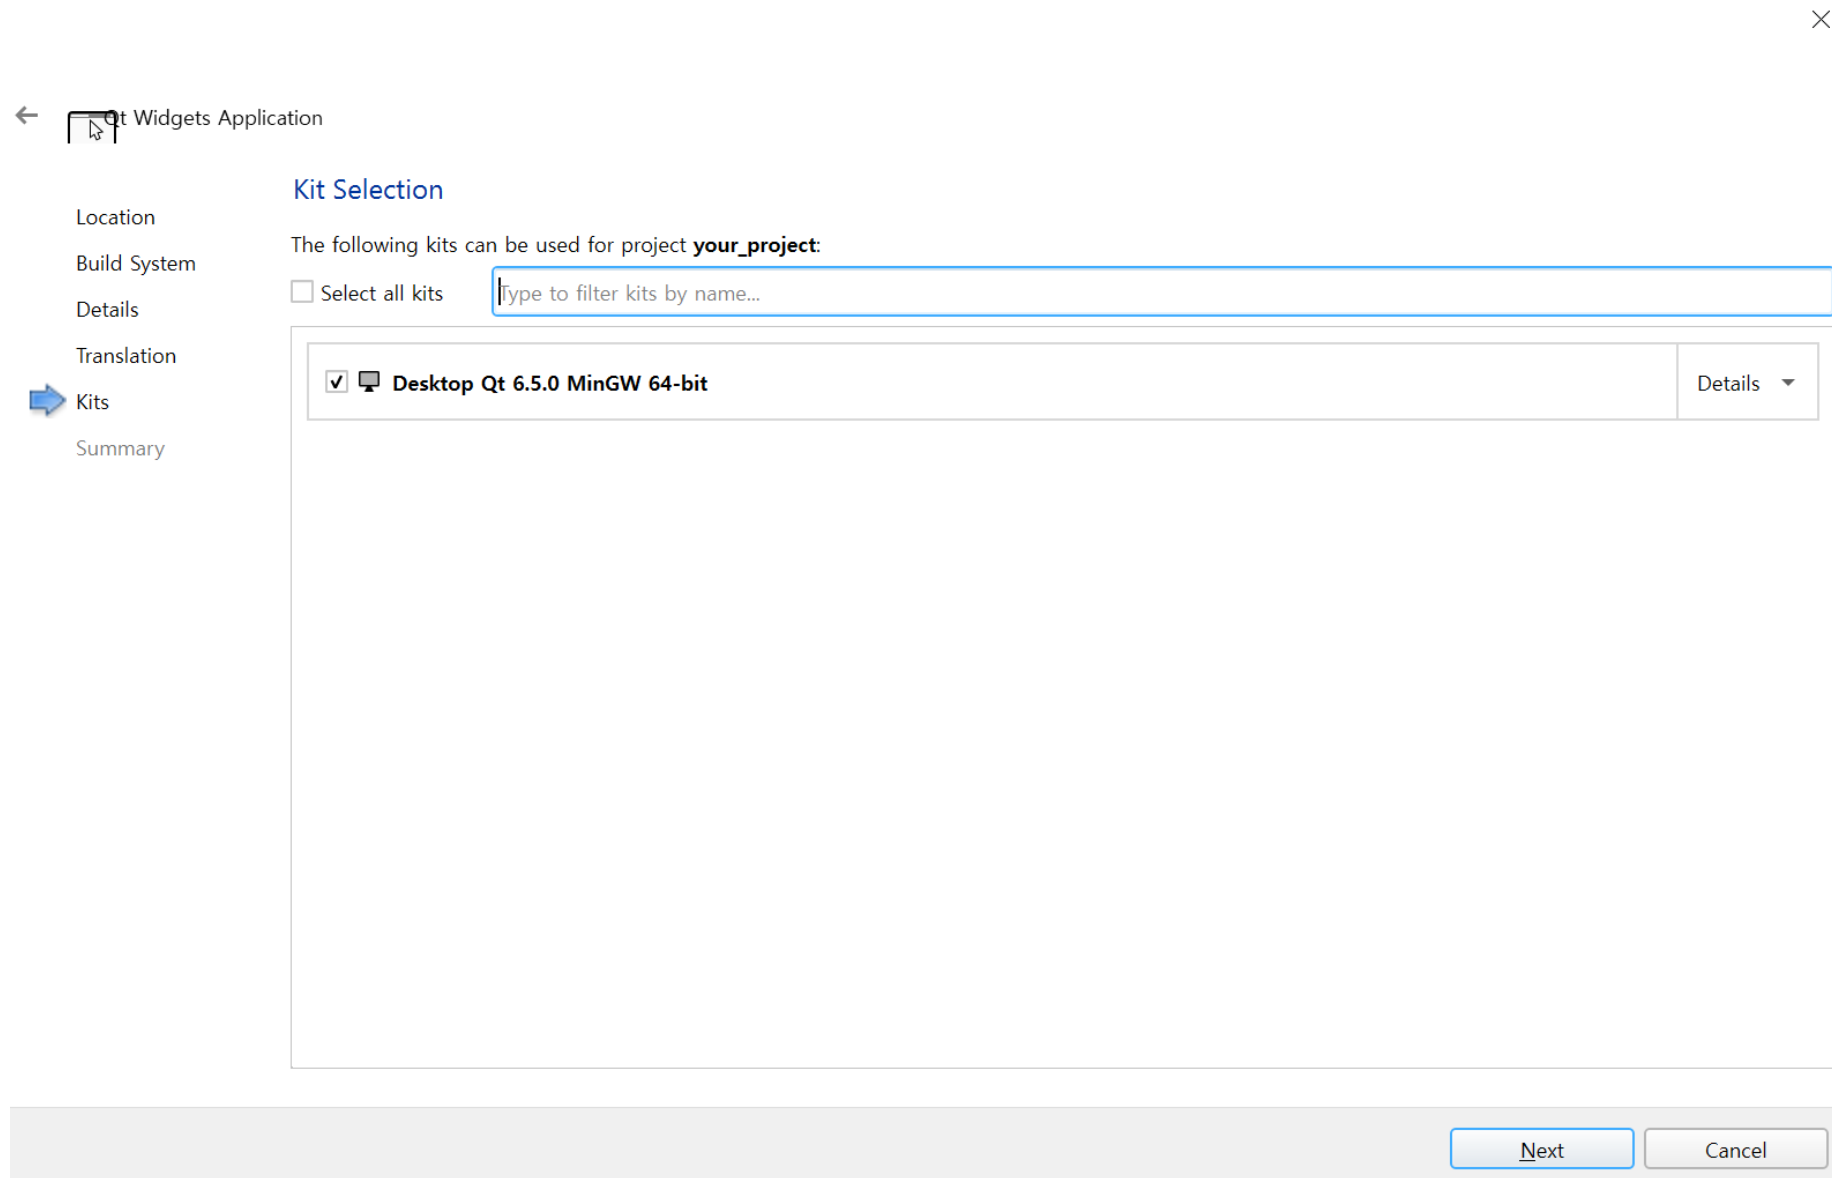 Qt Widgets Application
Kit Selection
Location
The following kits can be used for project your_project:
Build System
Select all kits
Type to filter kits by name...
Details
Translation
Desktop Qt 6.5.0 MinGW 64-bit
Details
Kits
Summary
Next
Cancel